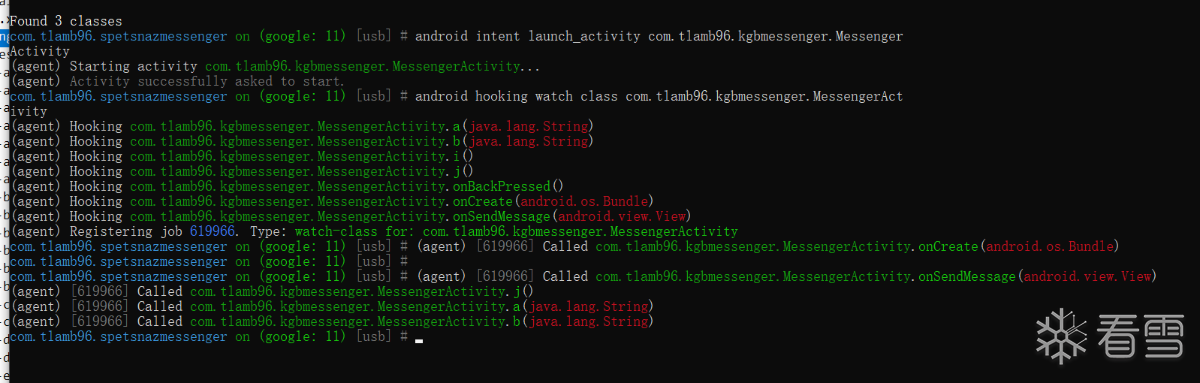 Found 3 classes
com.tlamb96.spetsnazmessenger on (google: 11) [usb] # android intent launch_activity com.tlamb96.kgbmessenger.Messenger
Activity
(agent) Starting activity com.tlamb96.kgbmessenger.MessengerActivity...
(agent) Activity successfully asked to start.
com.tlamb96.spetsnazmessenger on (google: 11) [usb] # android hooking watch class com.tlamb96.kgbmessenger.MessengerAct
ivity
(agent) Hooking com.tlamb96.kgbmessenger.MessengerActivity.a(java.lang.String)
(agent) Hooking com.tlamb96.kgbmessenger.MessengerActivity.b(java.lang.String)
(agent) Hooking com.tlamb96.kgbmessenger.MessengerActivity.i()
(agent) Hooking com.tlamb96.kgbmessenger.MessengerActivity.j()
(agent) Hooking com.tlamb96.kgbmessenger.MessengerActivity.onBackPressed()
(agent) Hooking com.tlamb96.kgbmessenger.MessengerActivity.onCreate(android.os.Bundle)
(agent) Hooking com.tlamb96.kgbmessenger.MessengerActivity.onSendMessage(android.view.View)
(agent) Registering job 619966. Type: watch-class for: com.tlamb96.kgbmessenger.MessengerActivity
com.tlamb96.spetsnazmessenger on (google: 11) [usb] # (agent) [619966] Called com.tlamb96.kgbmessenger.MessengerActivity.onCreate(android.os.Bundle)
com.tlamb96.spetsnazmessenger on (google: 11) [usb] #
com.tlamb96.spetsnazmessenger on (google: 11) [usb] # (agent) [619966] Called com.tlamb96.kgbmessenger.MessengerActivity.onSendMessage(android.view.View)
(agent) [619966] Called com.tlamb96.kgbmessenger.MessengerActivity.j()
(agent) [619966] Called com.tlamb96.kgbmessenger.MessengerActivity.a(java.lang.String)
(agent) [619966] Called com.tlamb96.kgbmessenger.MessengerActivity.b(java.lang.String)
com.tlamb96.spetsnazmessenger on (google: 11) [usb] #
看雪